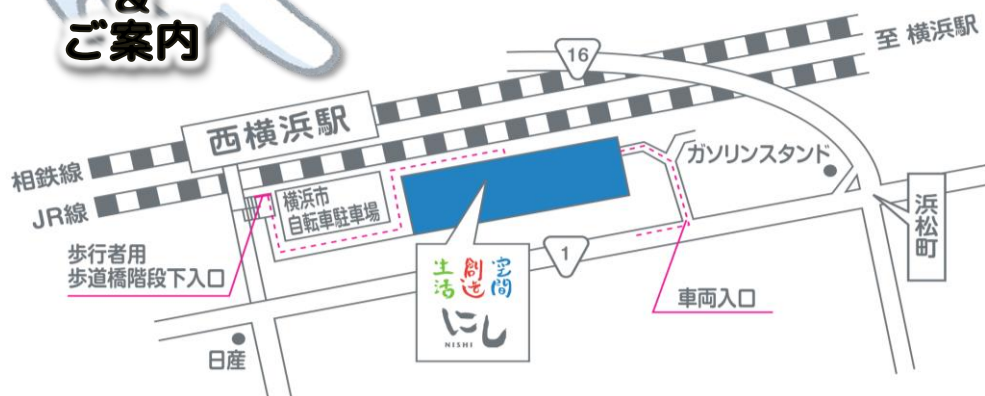 &
ご案内
16
至 横浜駅
西横浜駅
相鉄線
JR線
横浜市
自転車駐車場
ガソリンスタンド
浜松町
歩行者用
歩道橋階段下入口
生活
創造
空間
にし
NISHI
1
車両入口
日産